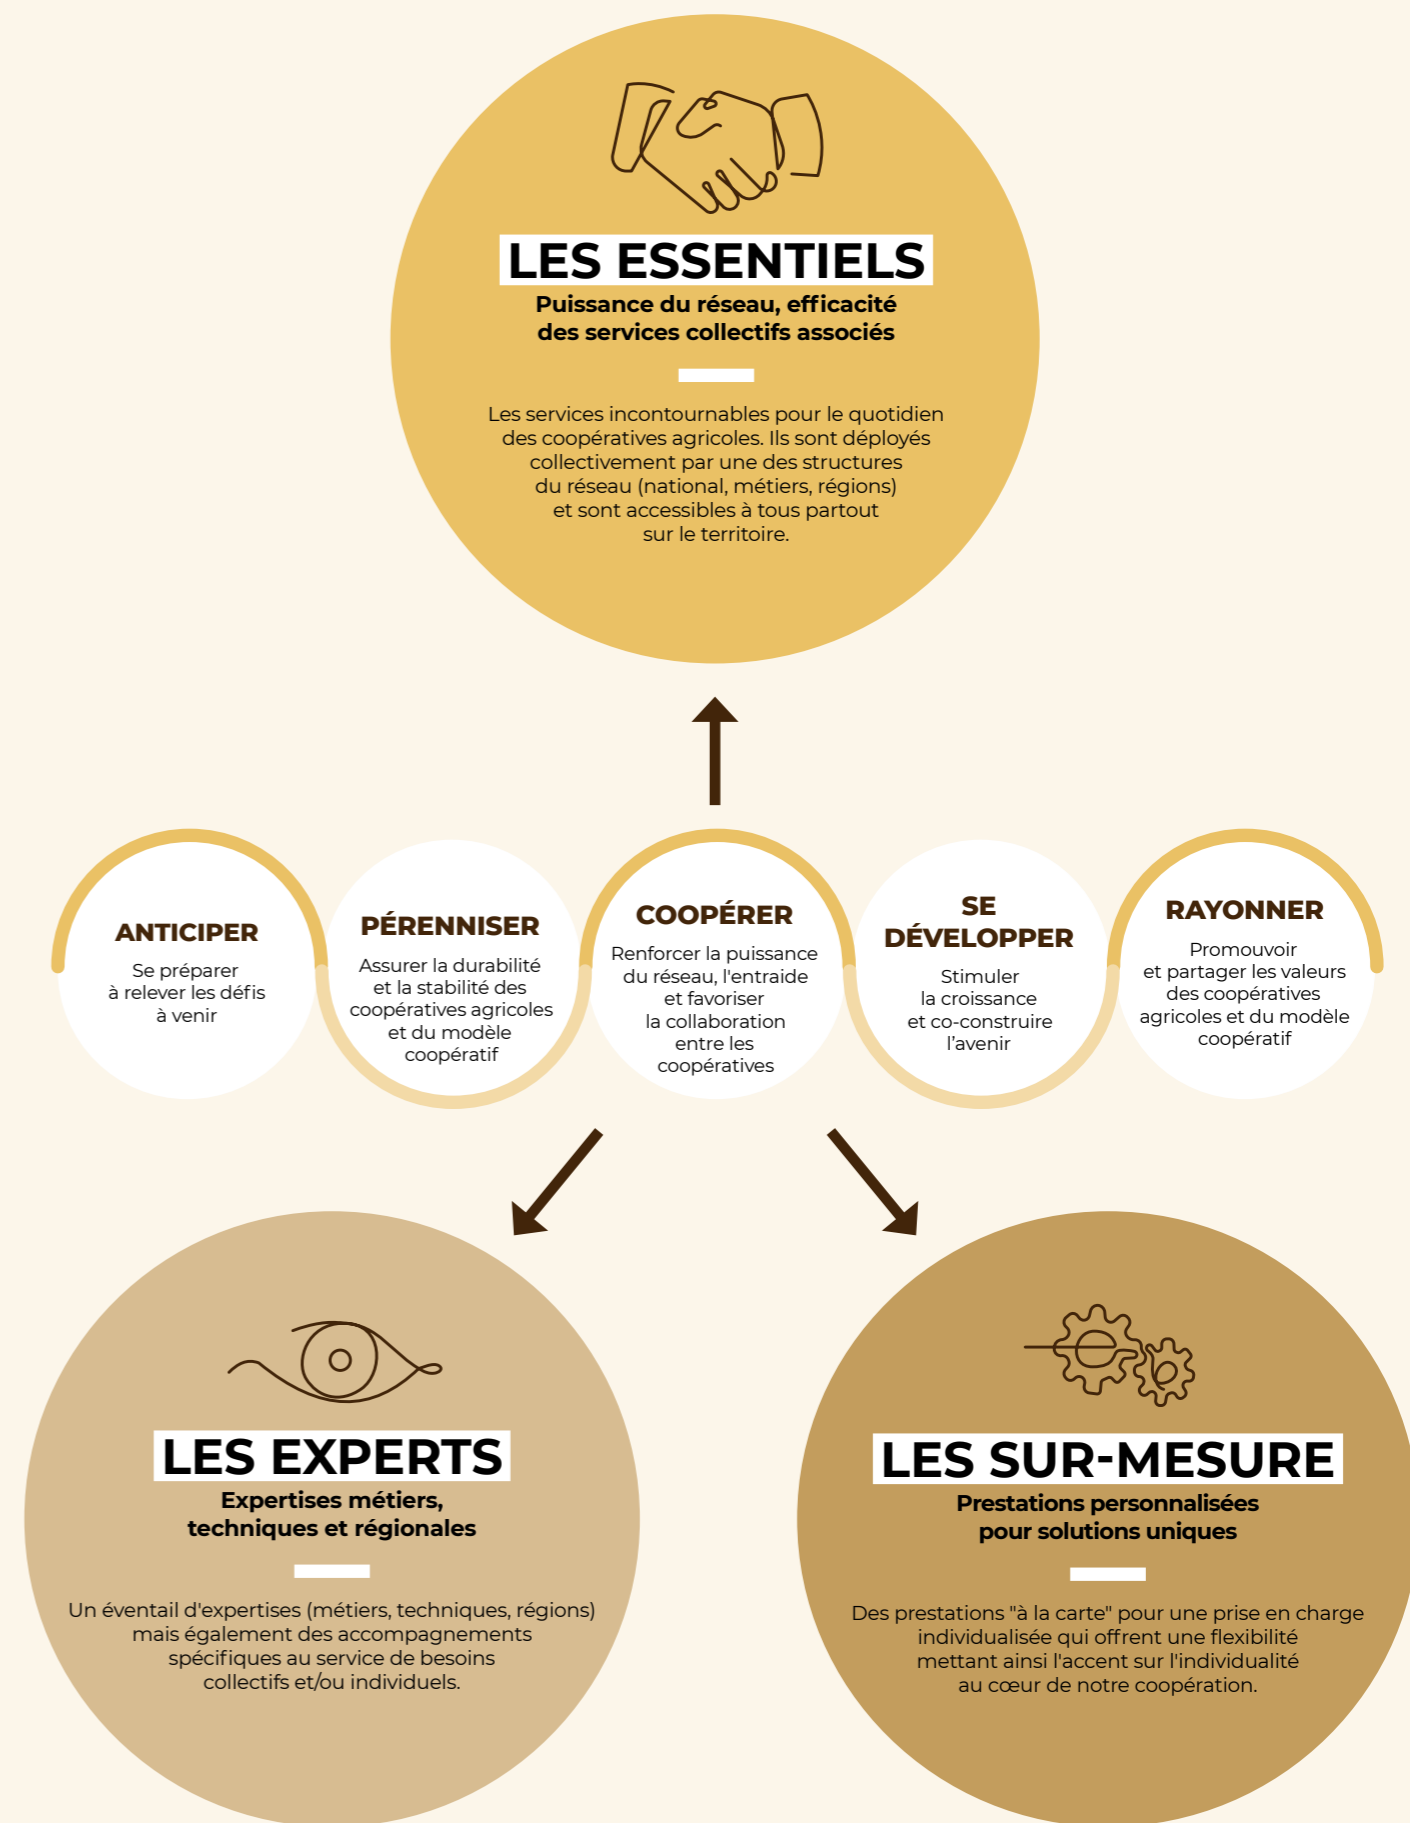 LES ESSENTIELS
Puissance du réseau, efficacité
des services collectifs associés
Les services incontournables pour le quotidien
des coopératives agricoles. Ils sont déployés
collectivement par une des structures
du réseau (national, métiers, régions)
et sont accessibles à tous partout
sur le territoire.
ANTICIPER
Se préparer
à relever les défis
à venir
PÉRENNISER
Assurer la durabilité
et la stabilité des
coopératives agricoles
et du modèle
coopératif
COOPÉRER
Renforcer la puissance
du réseau, l'entraide
et favoriser
la collaboration
entre les
coopératives
SE
DÉVELOPPER
Stimuler
la croissance
et co-construire
l’avenir
RAYONNER
Promouvoir
et partager les valeurs
des coopératives
agricoles et du modèle
coopératif
LES EXPERTS
Expertises métiers,
techniques et régionales
Un éventail d'expertises (métiers, techniques, régions)
mais également des accompagnements
spécifiques au service de besoins
collectifs et/ou individuels.
LES SUR-MESURE
Prestations personnalisées
pour solutions uniques
Des prestations "à la carte" pour une prise en charge
individualisée qui offrent une flexibilité
mettant ainsi l'accent sur l'individualité
au cœur de notre coopération.